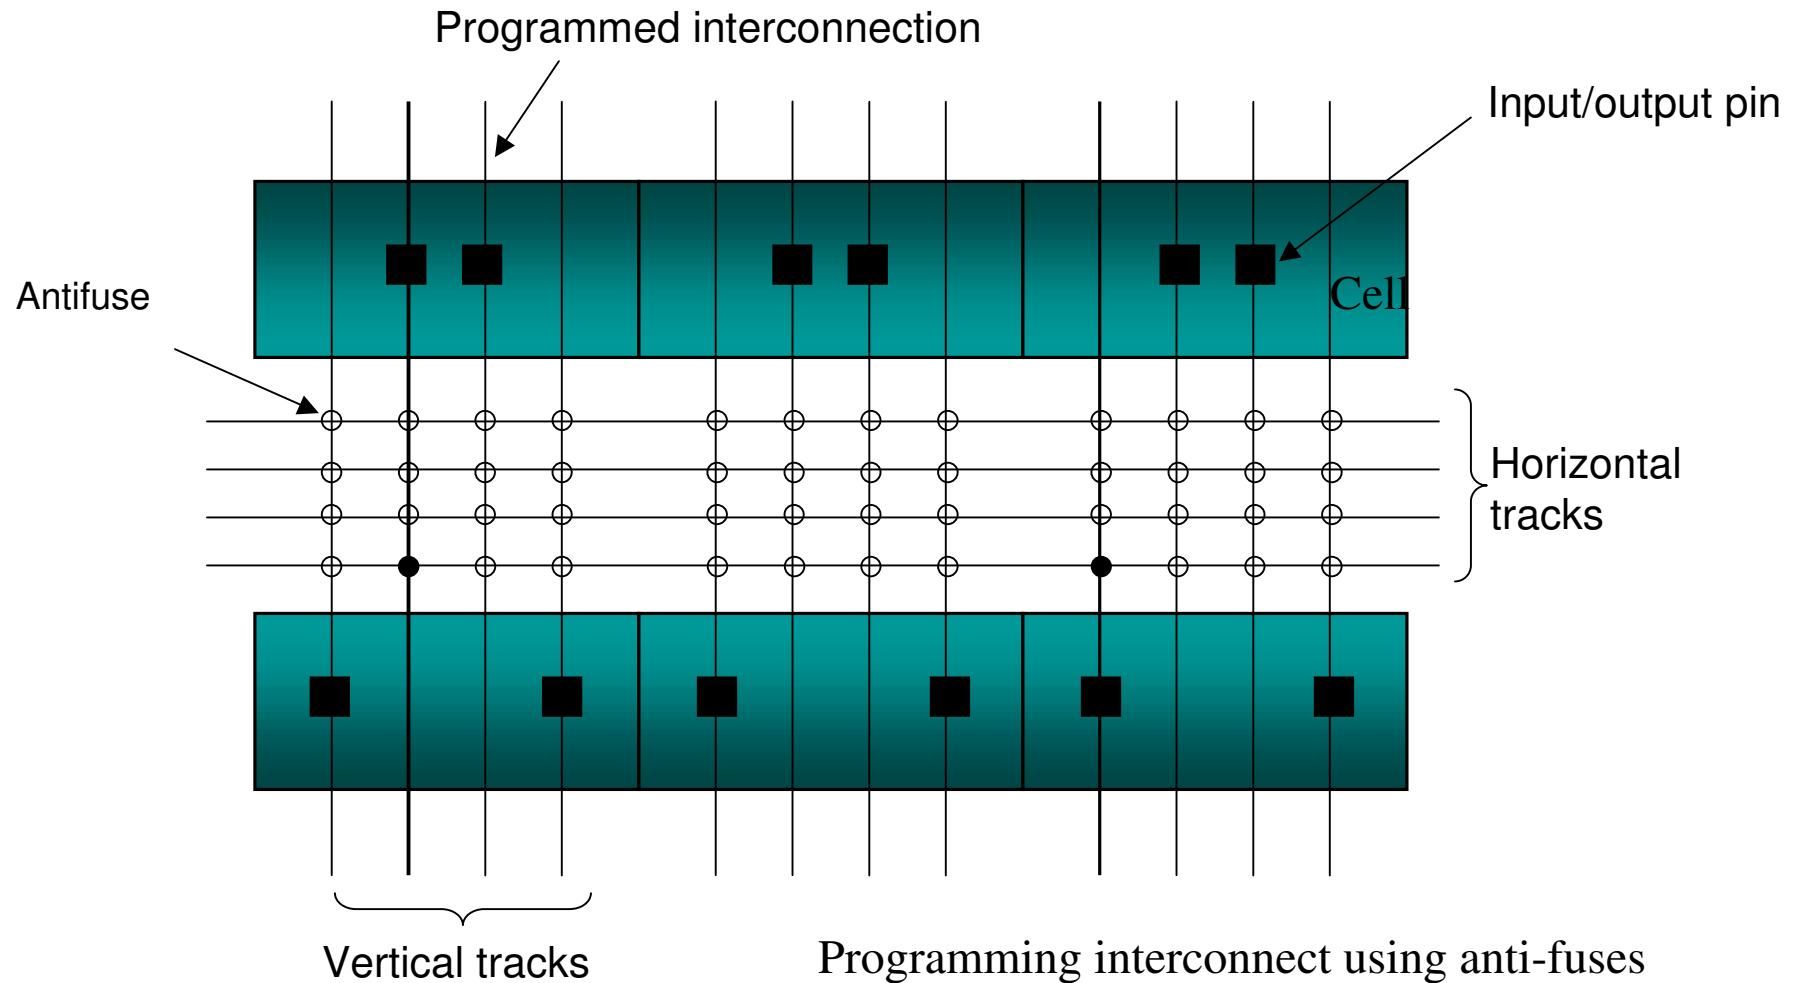 Programmed interconnection
Input/output pin
Antifuse
Cell
Horizontal
tracks
Vertical tracks
Programming interconnect using anti-fuses